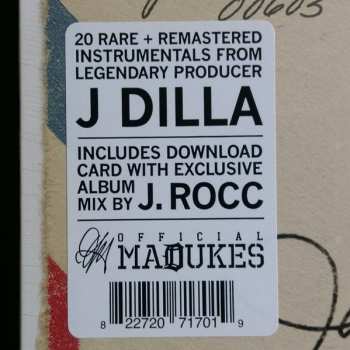 00603
20 RARE + REMASTERED
INSTRUMENTALS FROM
LEGENDARY PRODUCER
J DILLA
INCLUDES DOWNLOAD
CARD WITH EXCLUSIVE
ALBUM
MIX BY J. ROCC
OFFICIAL
MADUKES
8 22720 71701 9